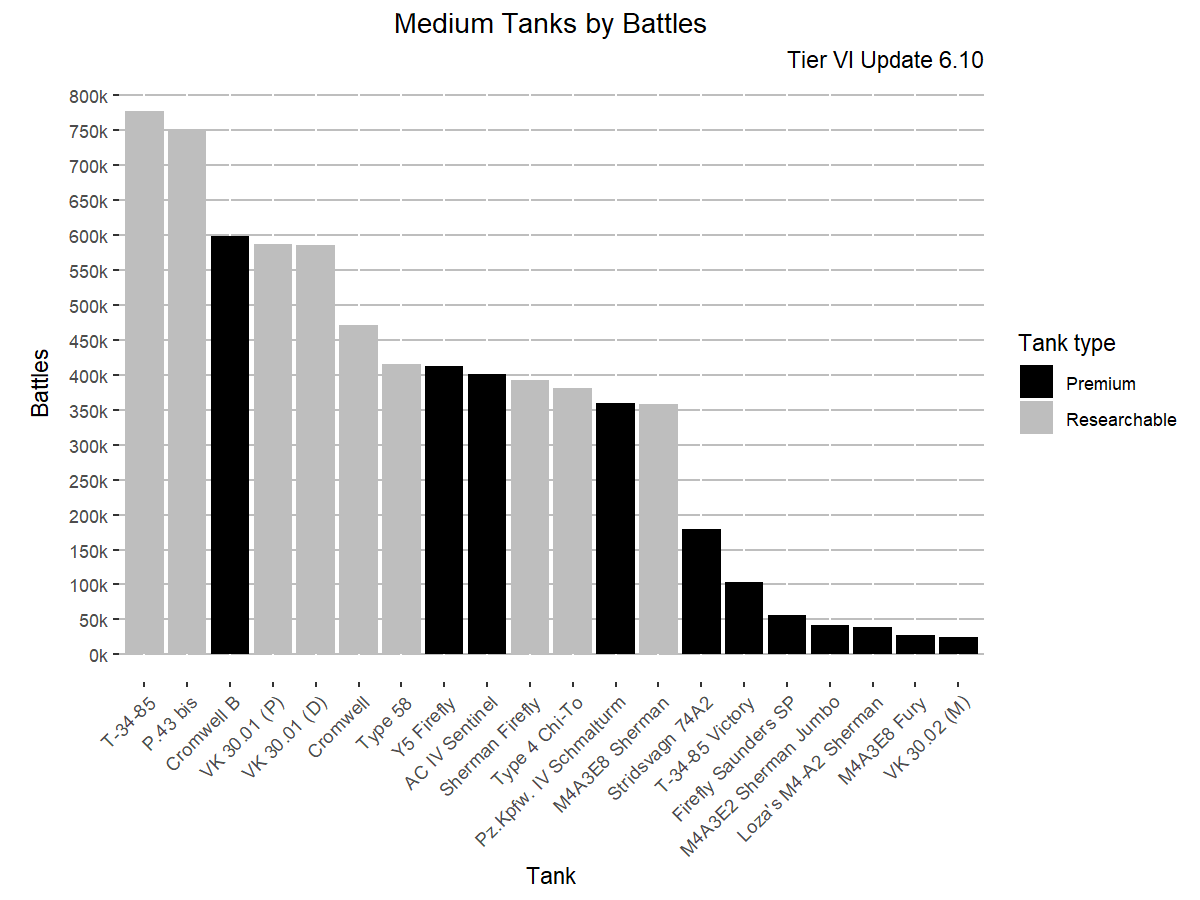 Medium Tanks by Battles
Tier VI Update 6.10
800k
750k
700k
650k
600k
550k
500k
450k
400k
350k
300k
250k
200k
150k
100k
50k
0k
Battles
T-34-85
P.43 bis
Cromwell B
VK 30.01 (P)
VK 30.01 (D)
Cromwell
Type 58
Y5 Firefly
AC IV Sentinel
Sherman Firefly
Type 4 Chi-To
Pz.Kpfw. IV Schmalturm
M4A3E8 Sherman
Stridsvagn 74A2
T-34-85 Victory
Firefly Saunders SP
M4A3E2 Sherman Jumbo
Loza's M4-A2 Sherman
M4A3E8 Fury
VK 30.02 (M)
Tank
Tank type
Premium
Researchable